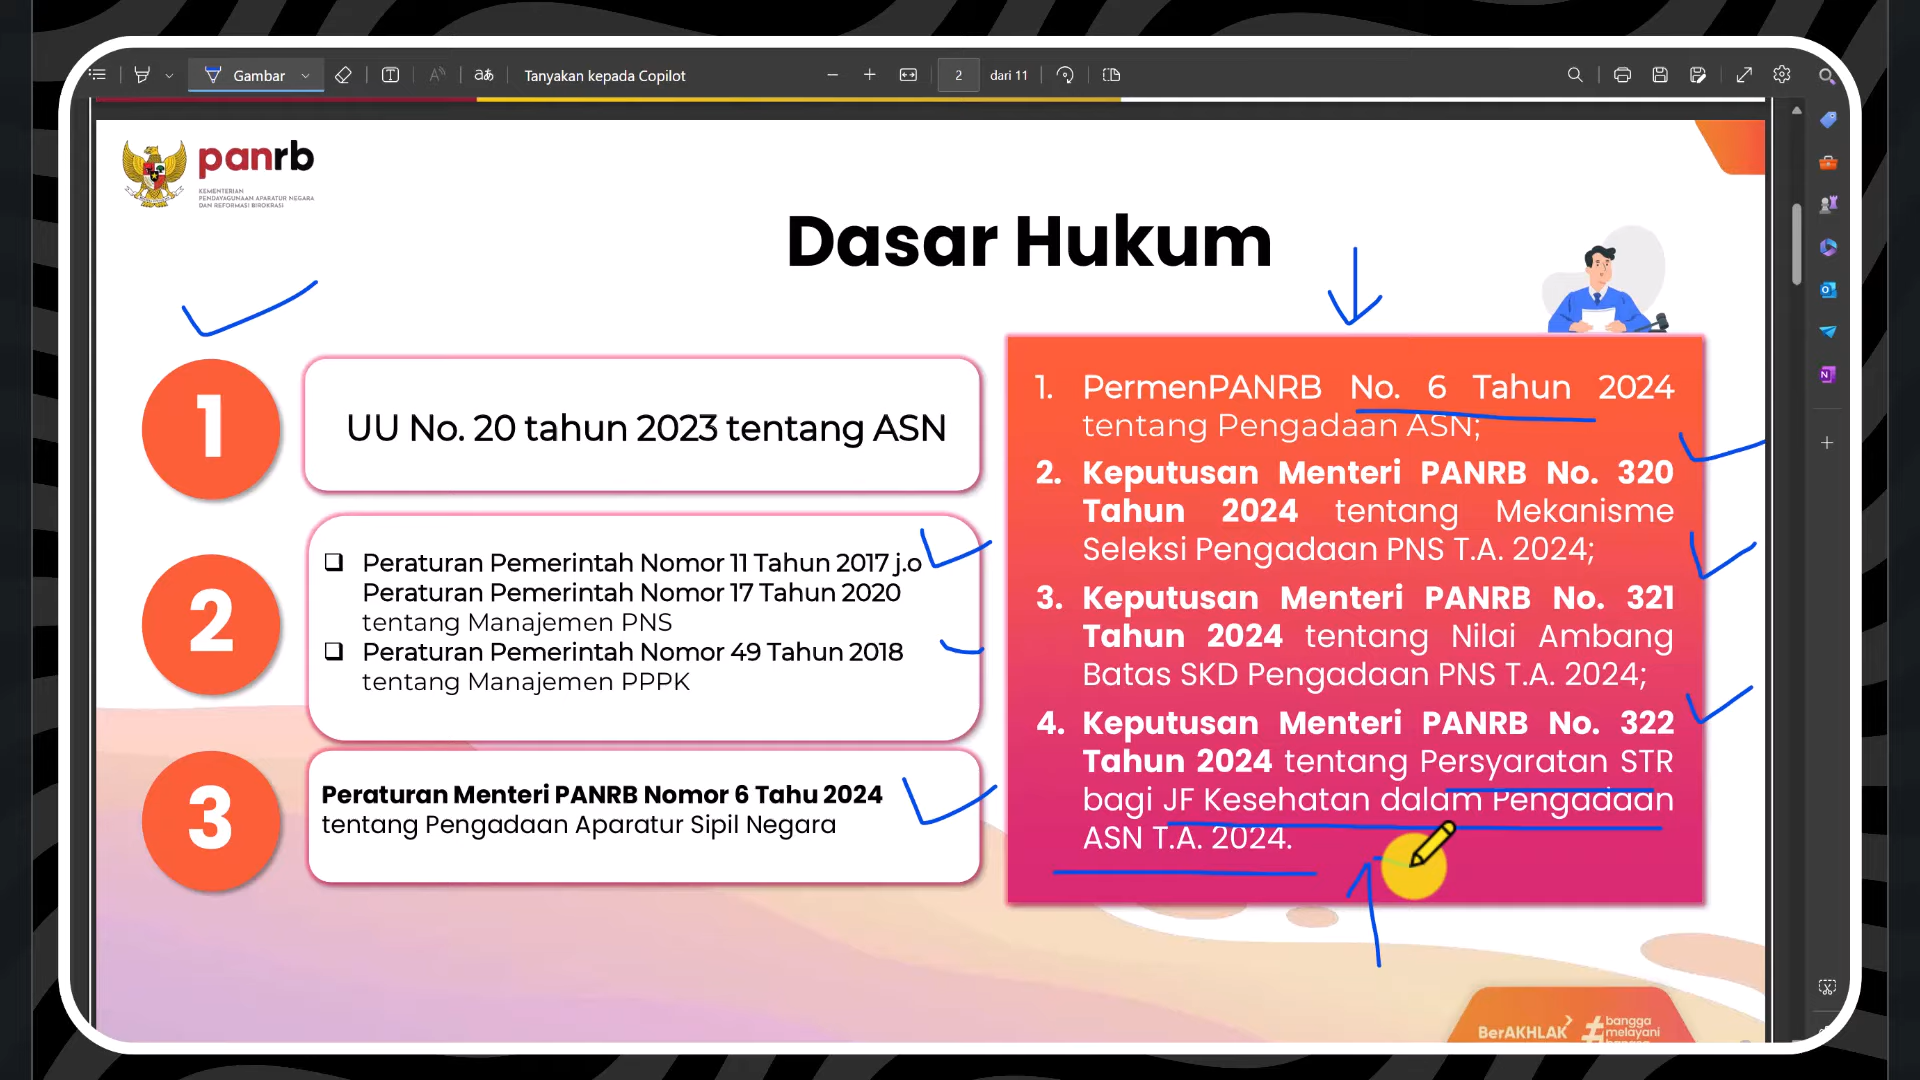 Gambar
aあ
Tanyakan kepada Copilot
2 dari 11
panrb
KEMENTERIAN
PENDAYAGUNAAN APARATUR NEGARA
DAN REFORMASI BIROKRASI
Dasar Hukum
1
UU No. 20 tahun 2023 tentang ASN
2
Peraturan Pemerintah Nomor 11 Tahun 2017 j.o
Peraturan Pemerintah Nomor 17 Tahun 2020
tentang Manajemen PNS
Peraturan Pemerintah Nomor 49 Tahun 2018
tentang Manajemen PPPK
3
Peraturan Menteri PANRB Nomor 6 Tahu 2024
tentang Pengadaan Aparatur Sipil Negara
1. PermenPANRB No. 6 Tahun 2024
tentang Pengadaan ASN;
2. Keputusan Menteri PANRB No. 320
Tahun 2024 tentang Mekanisme
Seleksi Pengadaan PNS T.A. 2024;
3. Keputusan Menteri PANRB No. 321
Tahun 2024 tentang Nilai Ambang
Batas SKD Pengadaan PNS T.A. 2024;
4. Keputusan Menteri PANRB No. 322
Tahun 2024 tentang Persyaratan STR
bagi JF Kesehatan dalam Pengadaan
ASN T.A. 2024.
BerAKHLAK
# bangga
melayani